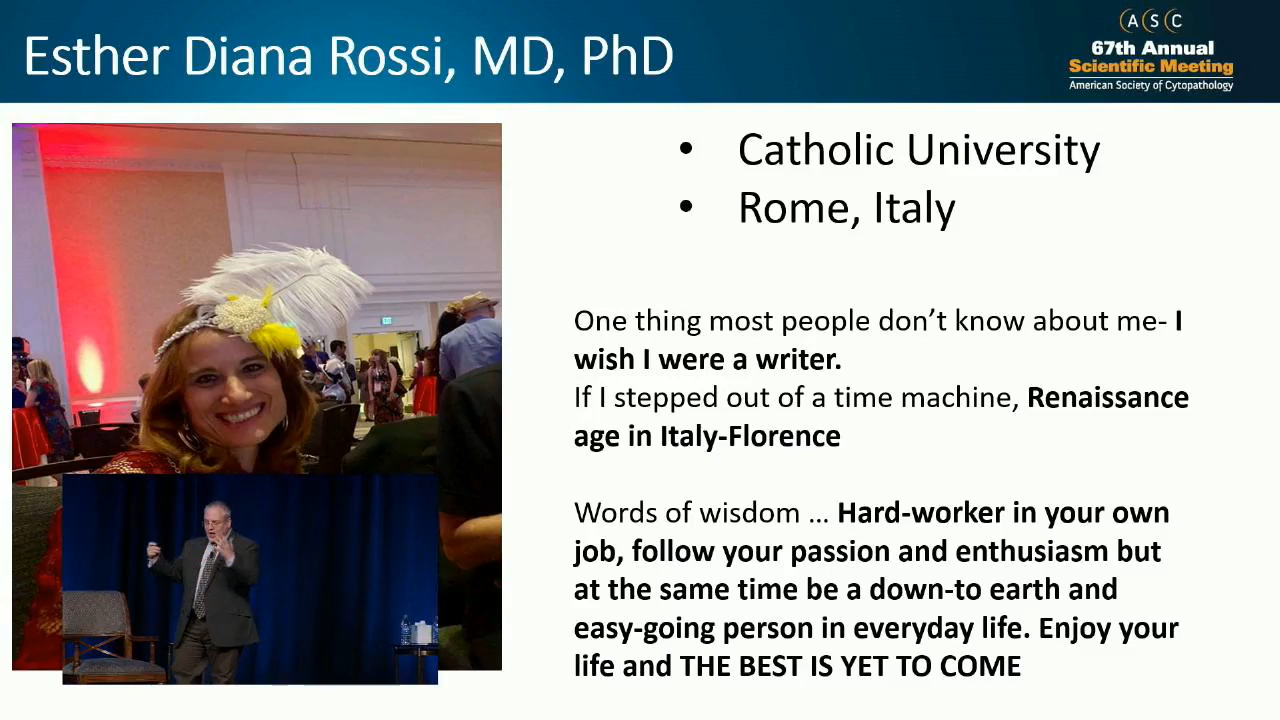 Esther Diana Rossi, MD, PhD
A S C
67th Annual
Scientific Meeting
American Society of Cytopathology
• Catholic University
• Rome, Italy
One thing most people don’t know about me- I
wish I were a writer.
If I stepped out of a time machine, Renaissance
age in Italy-Florence
Words of wisdom … Hard-worker in your own
job, follow your passion and enthusiasm but
at the same time be a down-to earth and
easy-going person in everyday life. Enjoy your
life and THE BEST IS YET TO COME